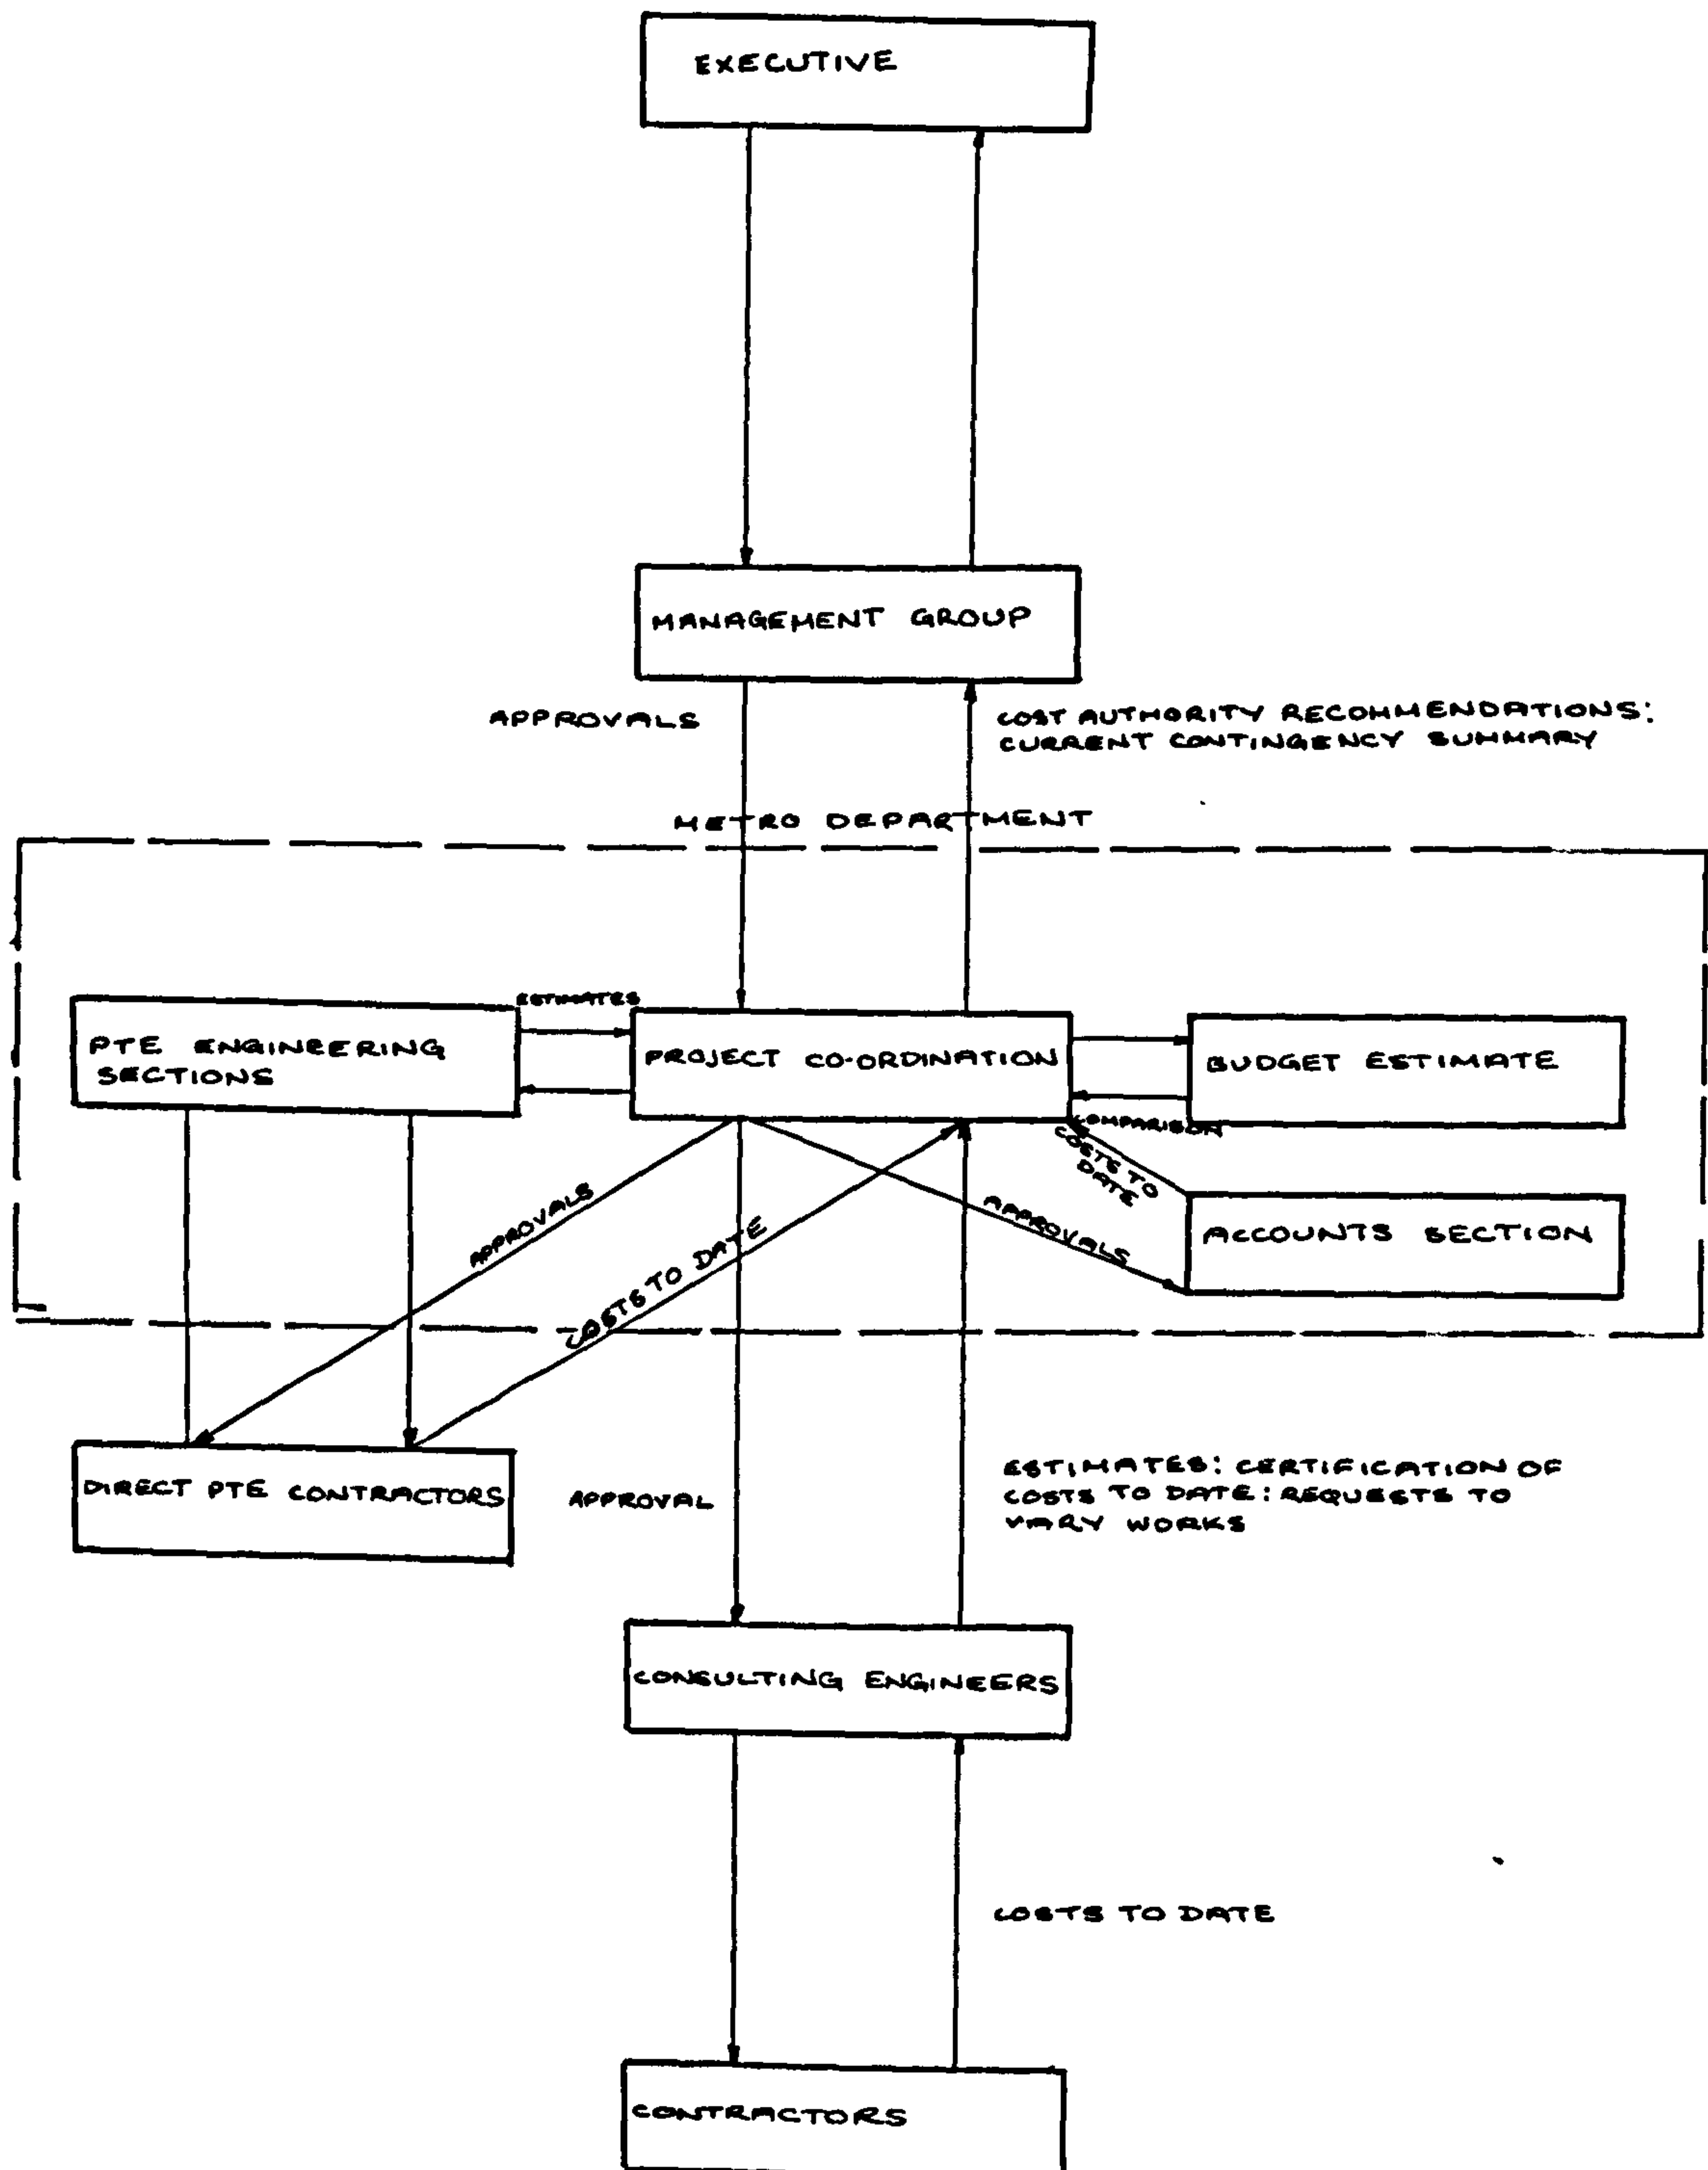 EXECUTIVE
MANAGEMENT GROUP
APPROVALS
COST AUTHORITY RECOMMENDATIONS:
CURRENT CONTINGENCY SUMMARY
METRO DEPARTMENT
ESTIMATES
PTE ENGINEERING
SECTIONS
PROJECT CO-ORDINATION
BUDGET ESTIMATE
COMPARISON
COSTS TO
DATE
APPROVALS
COSTS TO DATE
APPROVALS
ACCOUNTS SECTION
DIRECT PTE CONTRACTORS
APPROVAL
ESTIMATES: CERTIFICATION OF
COSTS TO DATE: REQUESTS TO
VARY WORKS
CONSULTING ENGINEERS
COSTS TO DATE
CONTRACTORS